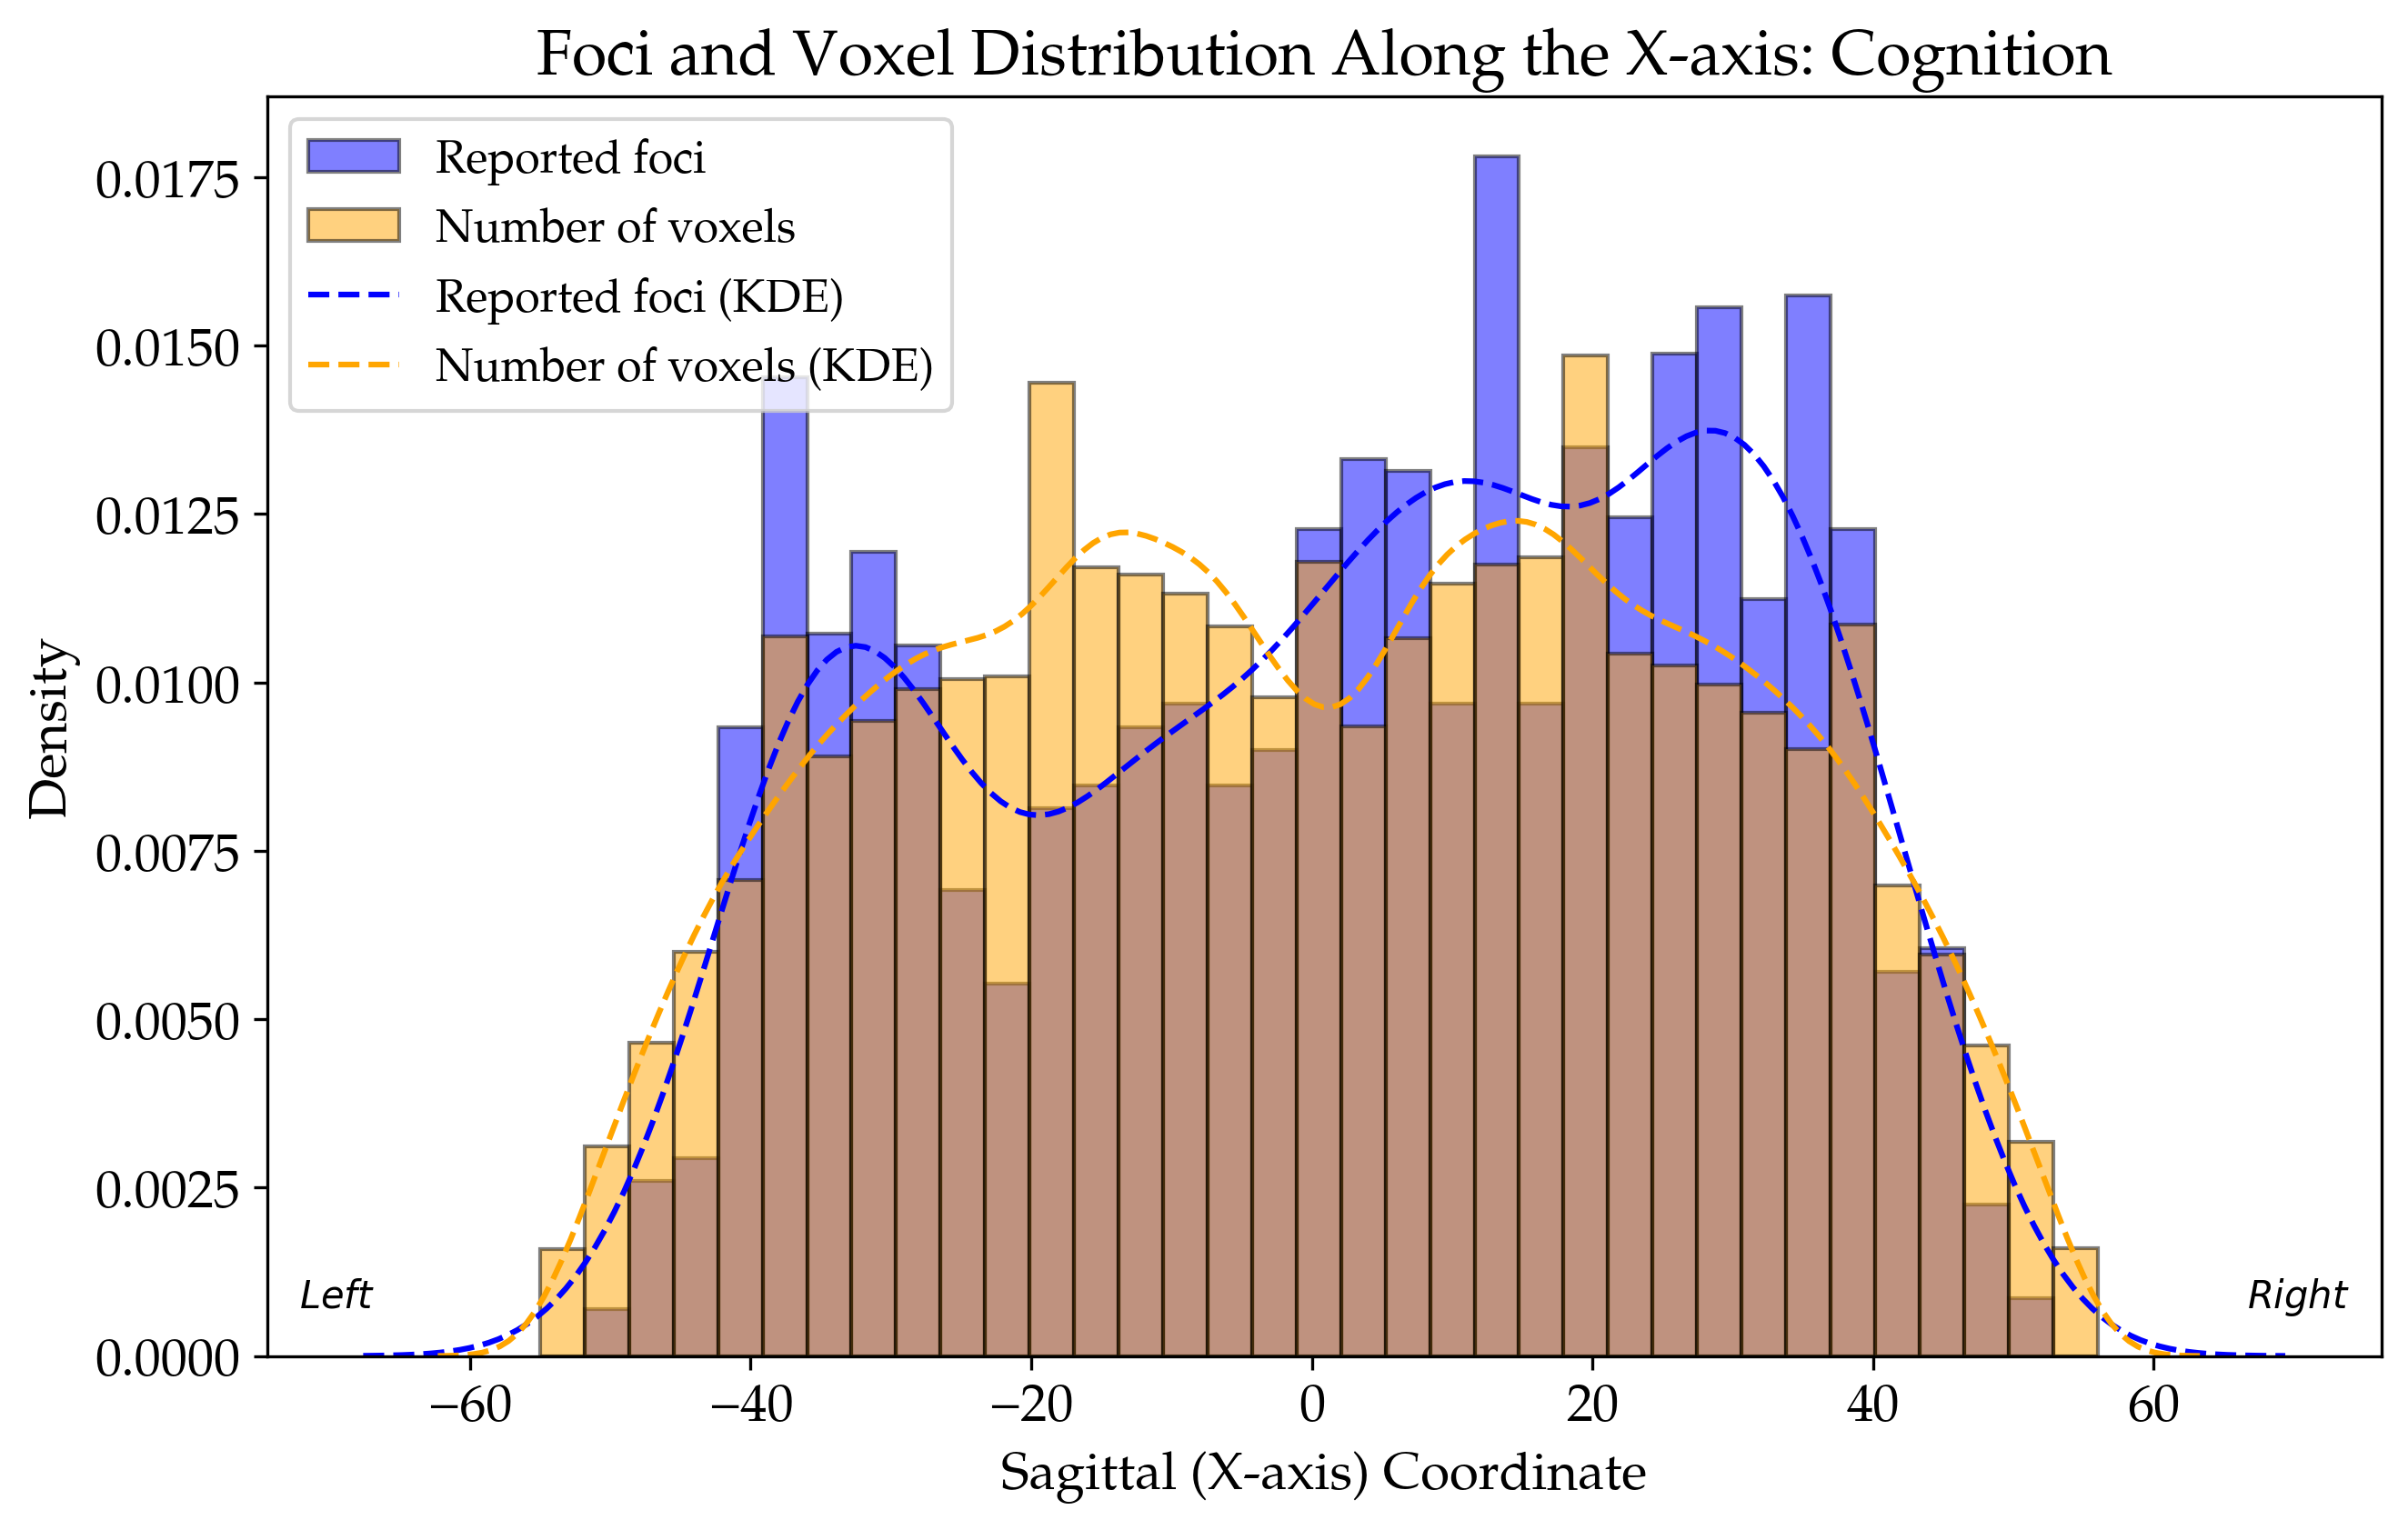 Foci and Voxel Distribution Along the X-axis: Cognition
Reported foci
Number of voxels
Reported foci (KDE)
Number of voxels (KDE)
Density
0.0175
0.0150
0.0125
0.0100
0.0075
0.0050
0.0025
0.0000
Left
Right
−60 −40 −20 0 20 40 60
Sagittal (X-axis) Coordinate